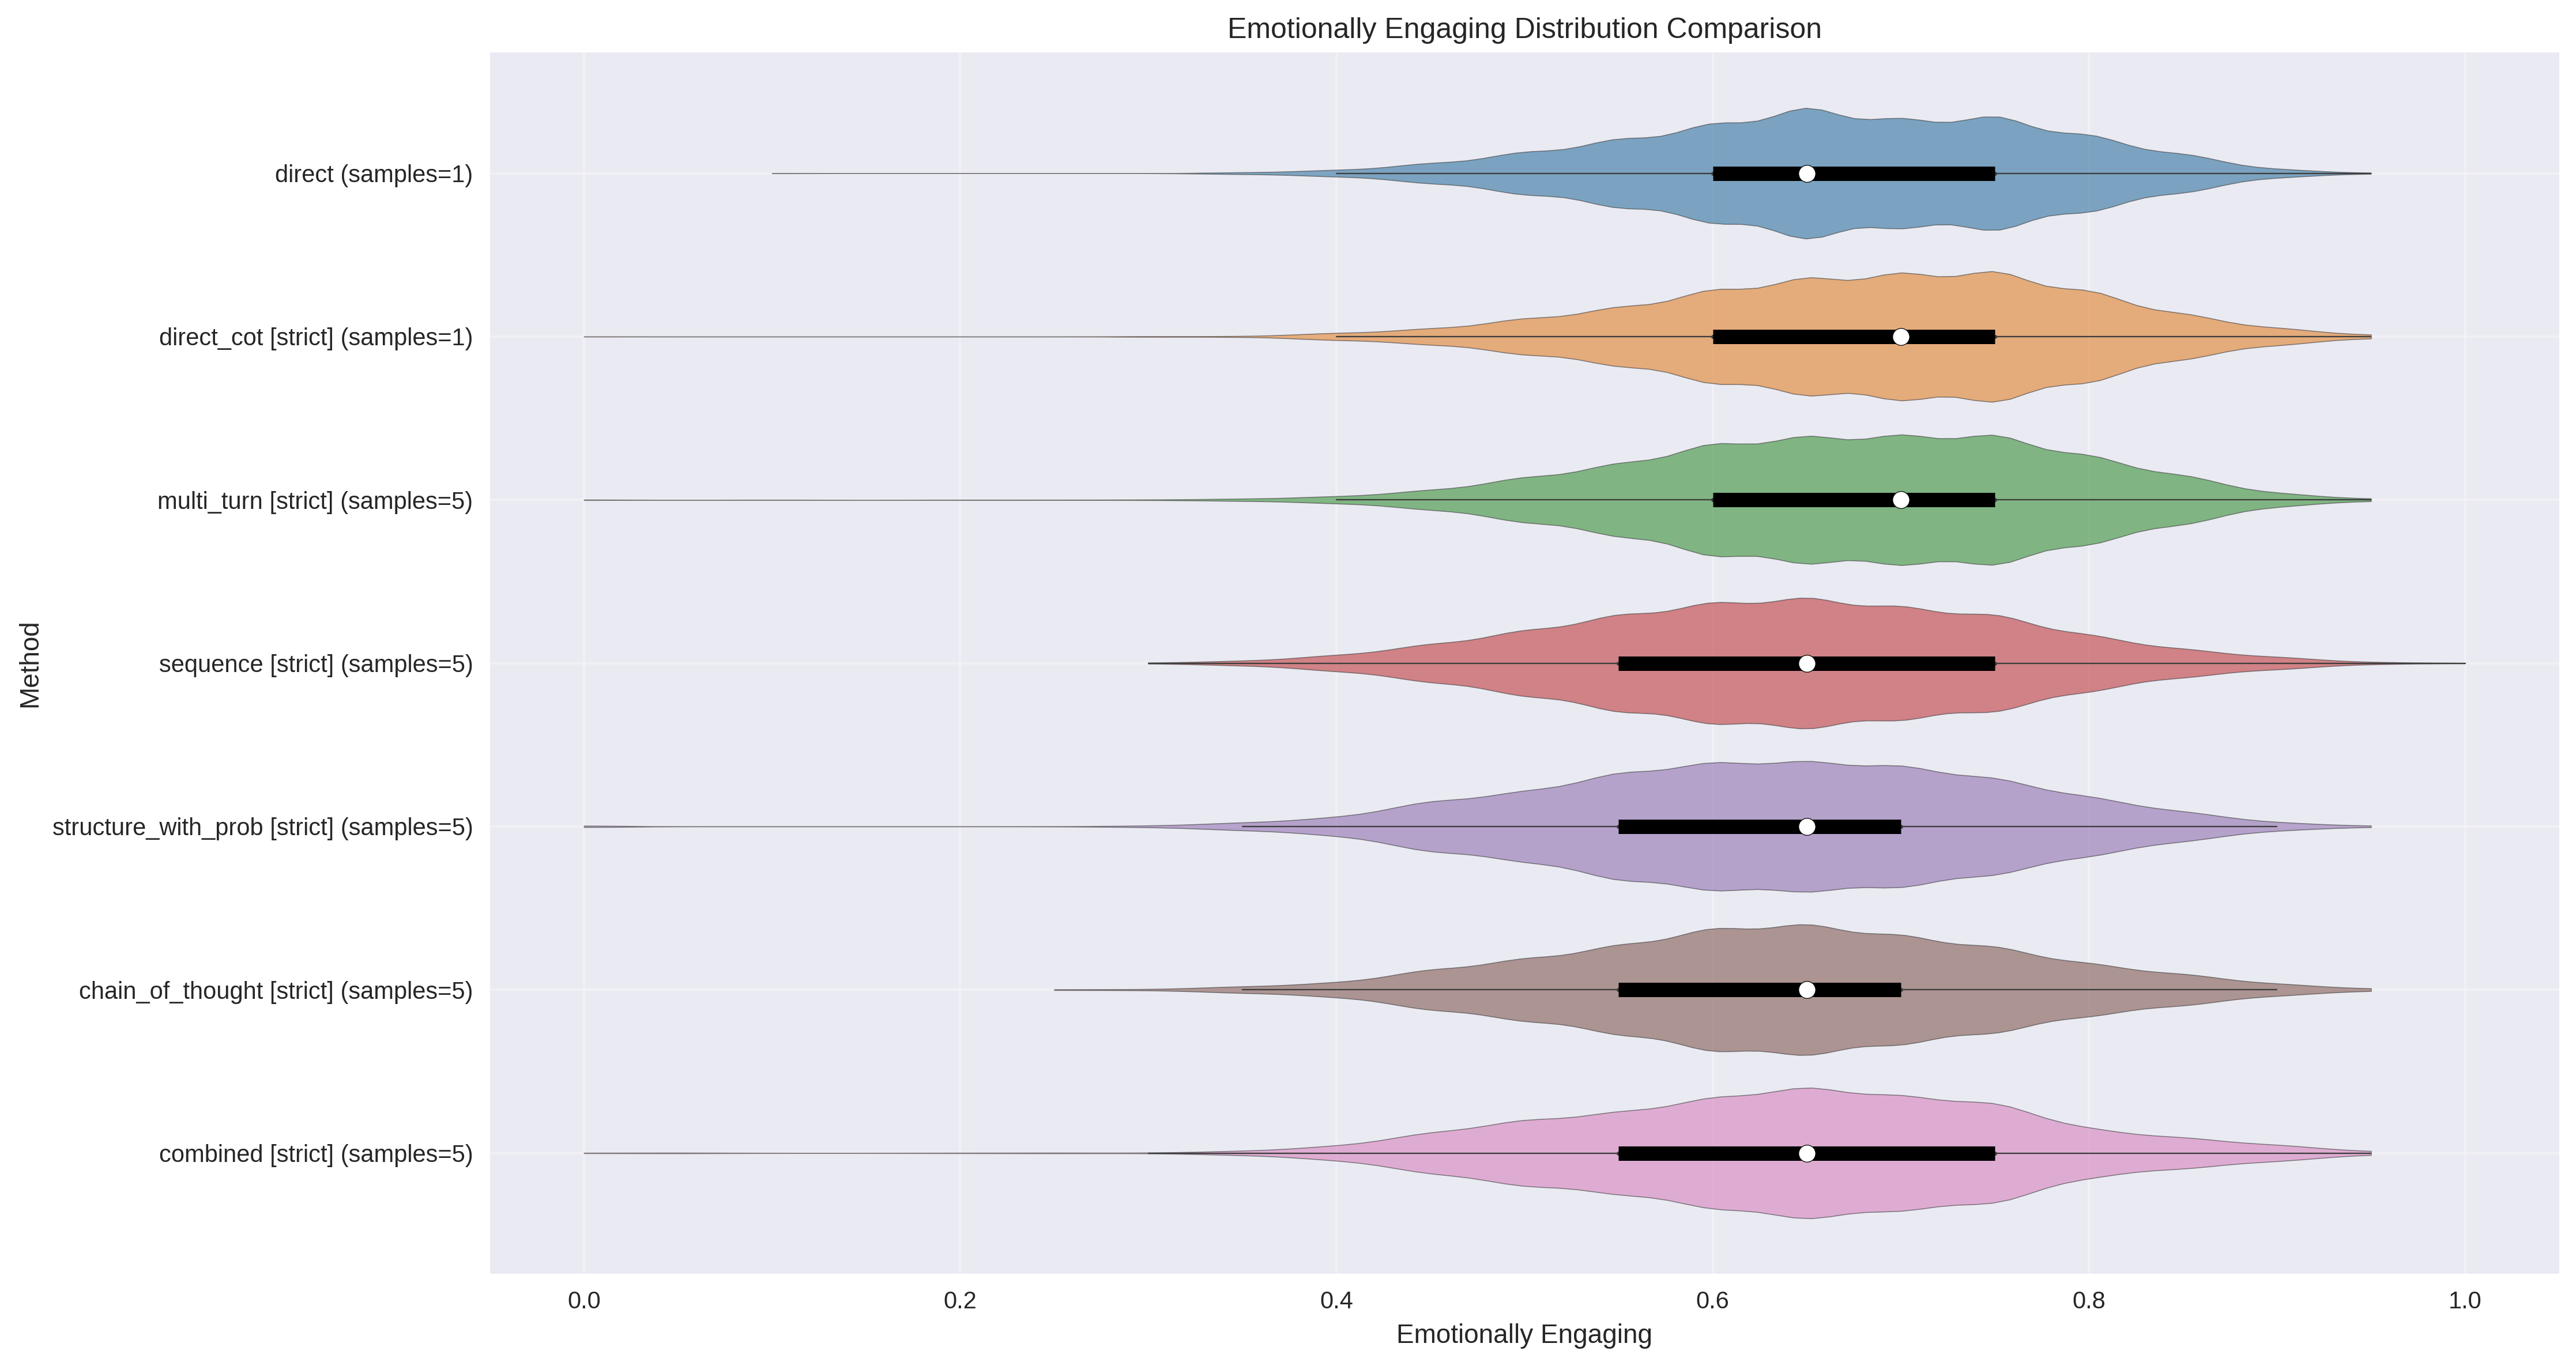 Emotionally Engaging Distribution Comparison
Method
direct (samples=1)
direct_cot [strict] (samples=1)
multi_turn [strict] (samples=5)
sequence [strict] (samples=5)
structure_with_prob [strict] (samples=5)
chain_of_thought [strict] (samples=5)
combined [strict] (samples=5)
0.0 0.2 0.4 0.6 0.8 1.0
Emotionally Engaging